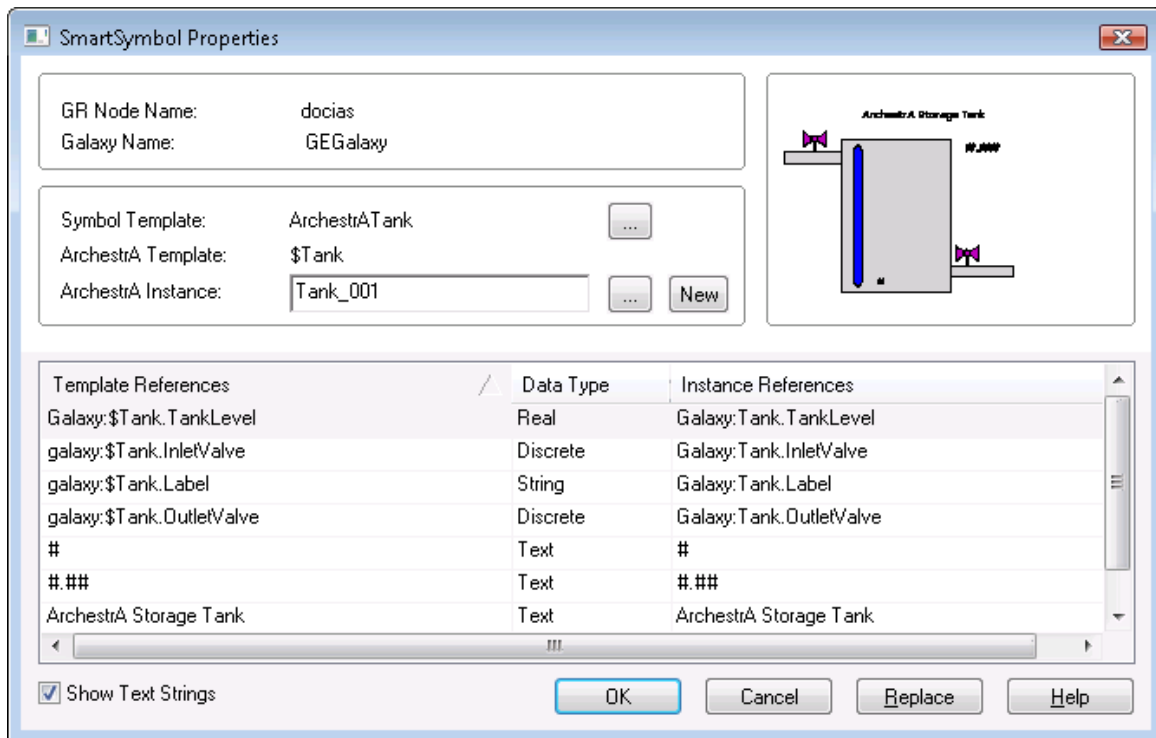 SmartSymbol Properties
GR Node Name: docias
Galaxy Name: GEGalaxy
ArchestrA Storage Tank
#.###
#
Symbol Template: ArchestrATank ...
ArchestrA Template: $Tank
ArchestrA Instance: Tank_001 ... New
Template References Data Type Instance References
Galaxy:$Tank.TankLevel Real Galaxy:Tank.TankLevel
galaxy:$Tank.InletValve Discrete Galaxy:Tank.InletValve
galaxy:$Tank.Label String Galaxy:Tank.Label
galaxy:$Tank.OutletValve Discrete Galaxy:Tank.OutletValve
# Text #
#.## Text #.##
ArchestrA Storage Tank Text ArchestrA Storage Tank
Show Text Strings OK Cancel Replace Help